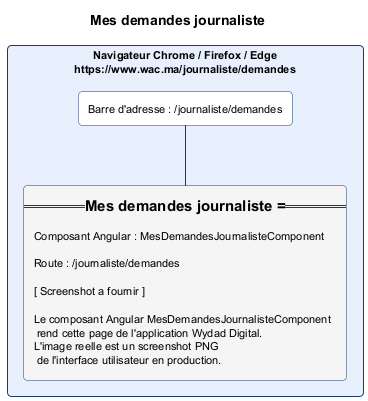 Mes demandes journaliste
Navigateur Chrome / Firefox / Edge
https://www.wac.ma/journaliste/demandes
Barre d'adresse : /journaliste/demandes
Mes demandes journaliste =
Composant Angular : MesDemandesJournalisteComponent
Route : /journaliste/demandes
[ Screenshot a fournir ]
Le composant Angular MesDemandesJournalisteComponent
rend cette page de l'application Wydad Digital.
L'image reelle est un screenshot PNG
de l'interface utilisateur en production.